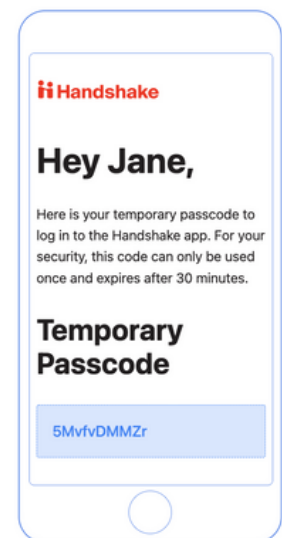 Handshake
Hey Jane,
Here is your temporary passcode to
log in to the Handshake app. For your
security, this code can only be used
once and expires after 30 minutes.
Temporary
Passcode
5MvfvDMMZr